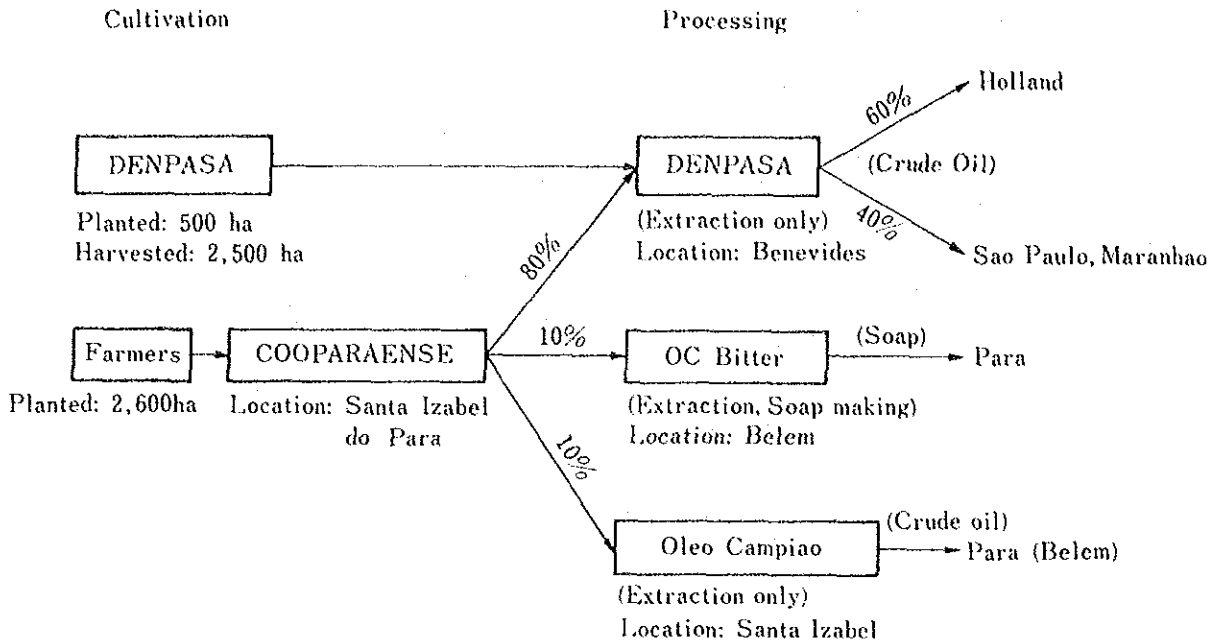 Cultivation
Processing
Holland
60%
DENPASA
DENPASA
(Crude Oil)
Planted: 500 ha
Harvested: 2,500 ha
(Extraction only)
Location: Benevides
40%
Sao Paulo, Maranhao
80%
Farmers
COOPARAENSE
10%
OC Bitter
(Soap)
Para
Planted: 2,600ha
Location: Santa Izabel
do Para
(Extraction, Soap making)
Location: Belem
10%
Oleo Campiao
(Crude oil)
Para (Belem)
(Extraction only)
Location: Santa Izabel